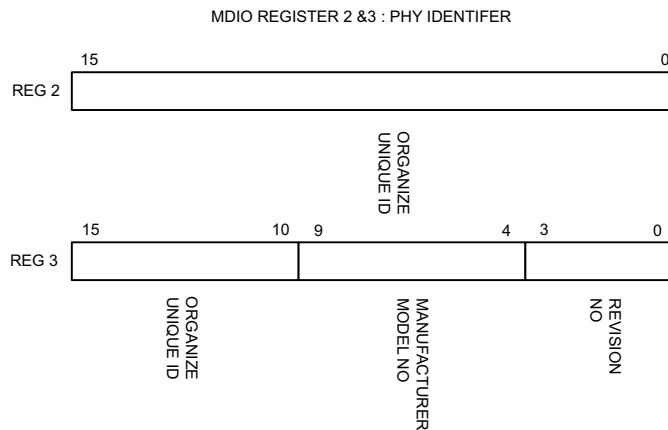 MDIO REGISTER 2 &3 : PHY IDENTIFER
15 0
REG 2
ORGANIZE
UNIQUE ID
15 10 9 4 3 0
REG 3
ORGANIZE
UNIQUE ID
MANUFACTURER
MODEL NO
REVISION
NO